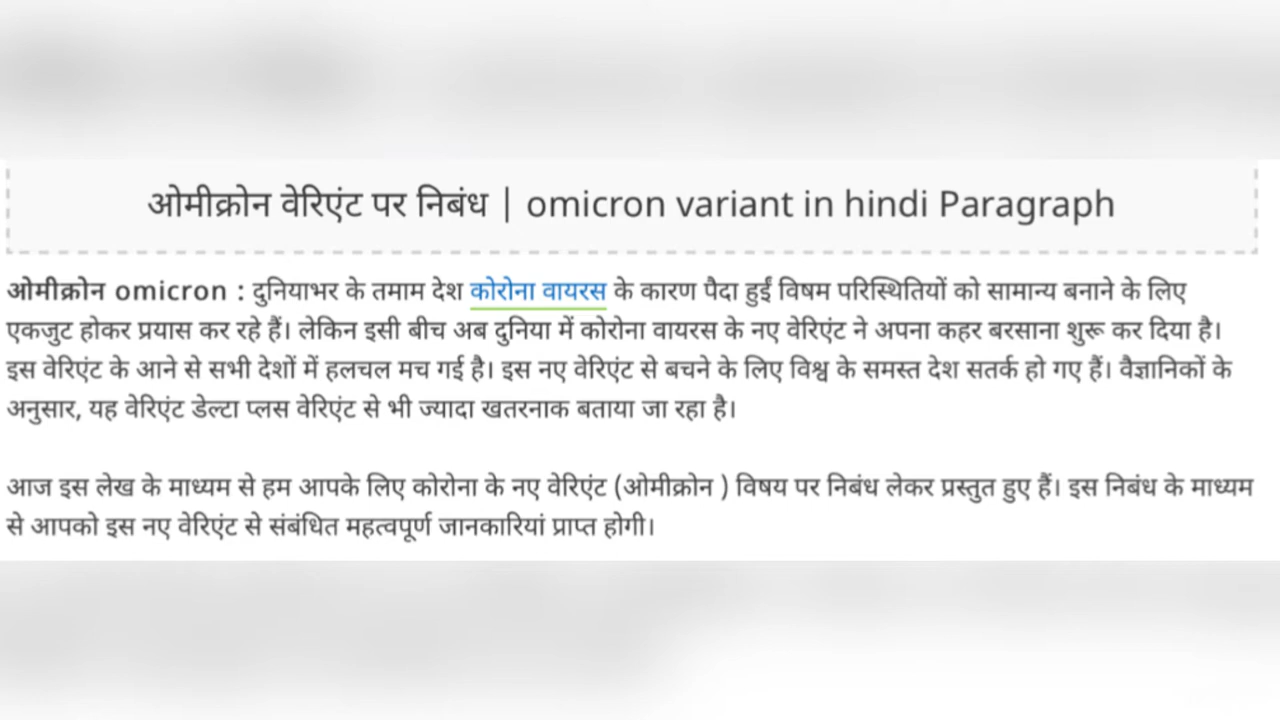 ओमीक्रोन वेरिएंट पर निबंध | omicron variant in hindi Paragraph
ओमीक्रोन omicron : दुनियाभर के तमाम देश कोरोना वायरस के कारण पैदा हुईं विषम परिस्थितियों को सामान्य बनाने के लिए
एकजुट होकर प्रयास कर रहे हैं। लेकिन इसी बीच अब दुनिया में कोरोना वायरस के नए वेरिएंट ने अपना कहर बरसाना शुरू कर दिया है।
इस वेरिएंट के आने से सभी देशों में हलचल मच गई है। इस नए वेरिएंट से बचने के लिए विश्व के समस्त देश सतर्क हो गए हैं। वैज्ञानिकों के
अनुसार, यह वेरिएंट डेल्टा प्लस वेरिएंट से भी ज्यादा खतरनाक बताया जा रहा है।
आज इस लेख के माध्यम से हम आपके लिए कोरोना के नए वेरिएंट (ओमीक्रोन ) विषय पर निबंध लेकर प्रस्तुत हुए हैं। इस निबंध के माध्यम
से आपको इस नए वेरिएंट से संबंधित महत्वपूर्ण जानकारियां प्राप्त होगी।